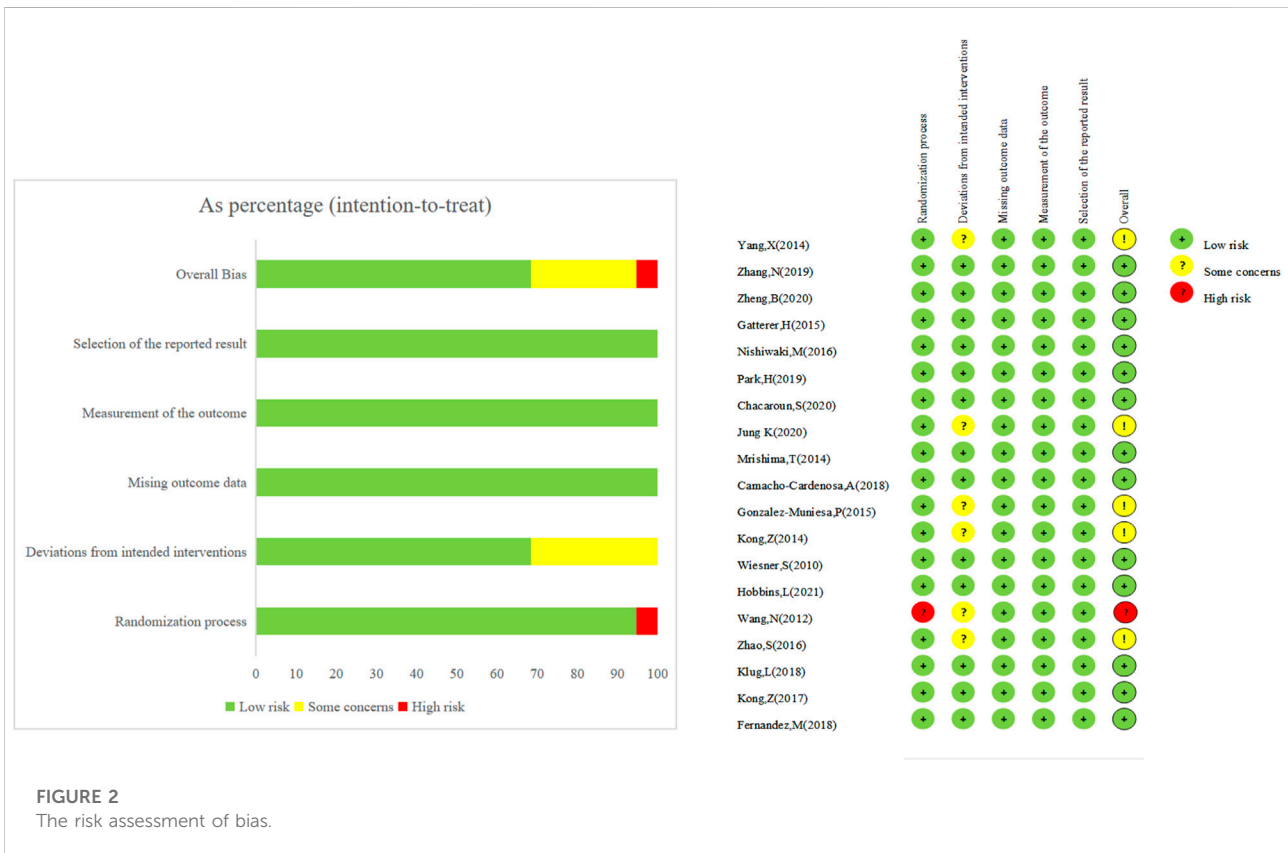 As percentage (intention-to-treat)
Overall Bias
Selection of the reported result
Measurement of the outcome
Mising outcome data
Deviations from intended interventions
Randomization process
0 10 20 30 40 50 60 70 80 90 100
Low risk Some concerns High risk
Randomization process
Deviations from intended interventions
Missing outcome data
Measurement of the outcome
Selection of the reported result
Overall
Yang,X(2014) + ? + + + !
Zhang,N(2019) + + + + + +
Zheng,B(2020) + + + + + +
Gatterer,H(2015) + + + + + +
Nishiwaki,M(2016) + + + + + +
Park,H(2019) + + + + + +
Chacaroun,S(2020) + + + + + +
Jung K(2020) + ? + + + !
Mrishima,T(2014) + + + + + +
Camacho-Cardenosa,A(2018) + + + + + +
Gonzalez-Muniesa,P(2015) + ? + + + !
Kong,Z(2014) + ? + + + !
Wiesner,S(2010) + + + + + +
Hobbins,L(2021) + + + + + +
Wang,N(2012) ? ? + + + ?
Zhao,S(2016) + ? + + + !
Klug,L(2018) + + + + + +
Kong,Z(2017) + + + + + +
Fernandez,M(2018) + + + + + +
+ Low risk
? Some concerns
? High risk
FIGURE 2
The risk assessment of bias.